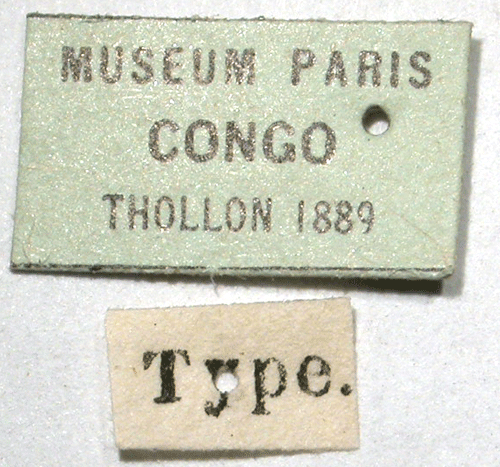 MUSEUM PARIS
CONGO
THOLLON 1889
Type.